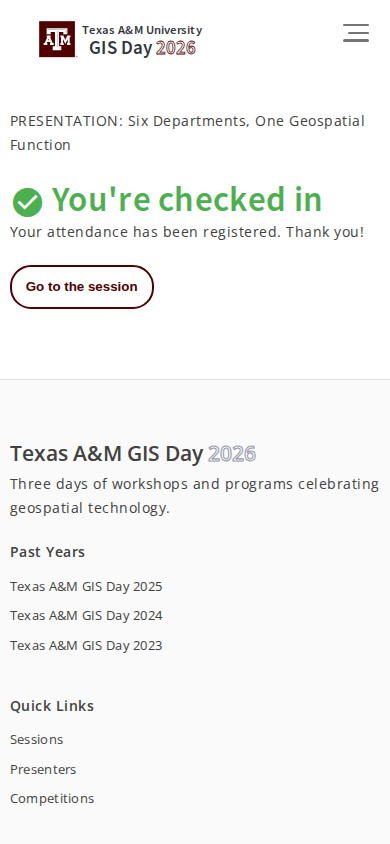 Texas A&M University
GIS Day 2026
PRESENTATION: Six Departments, One Geospatial
Function
You're checked in
Your attendance has been registered. Thank you!
Go to the session
Texas A&M GIS Day 2026
Three days of workshops and programs celebrating
geospatial technology.
Past Years
Texas A&M GIS Day 2025
Texas A&M GIS Day 2024
Texas A&M GIS Day 2023
Quick Links
Sessions
Presenters
Competitions